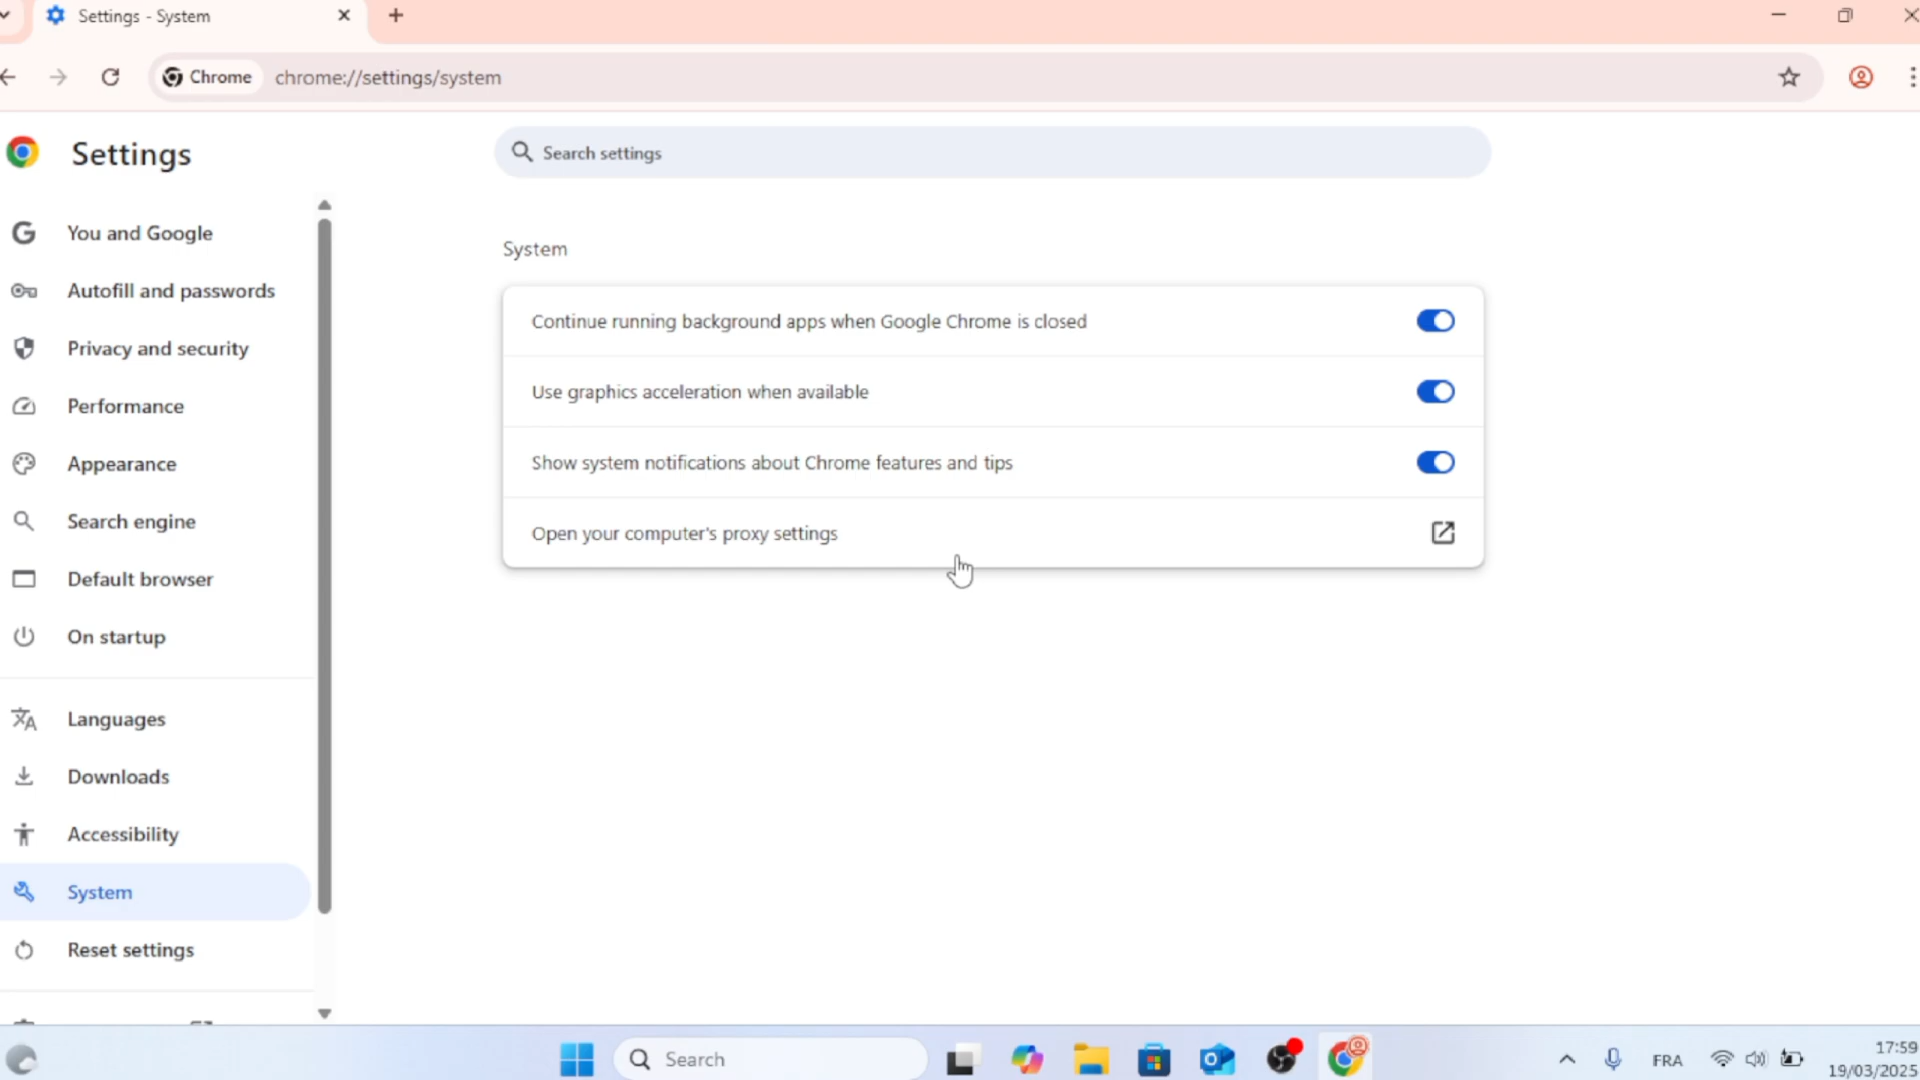 Settings - System
Chrome
chrome://settings/system
Settings
Search settings
You and Google
Autofill and passwords
Privacy and security
Performance
Appearance
Search engine
Default browser
On startup
Languages
Downloads
Accessibility
System
Reset settings
System
Continue running background apps when Google Chrome is closed
Use graphics acceleration when available
Show system notifications about Chrome features and tips
Open your computer's proxy settings
Search
FRA
17:59
19/03/2025